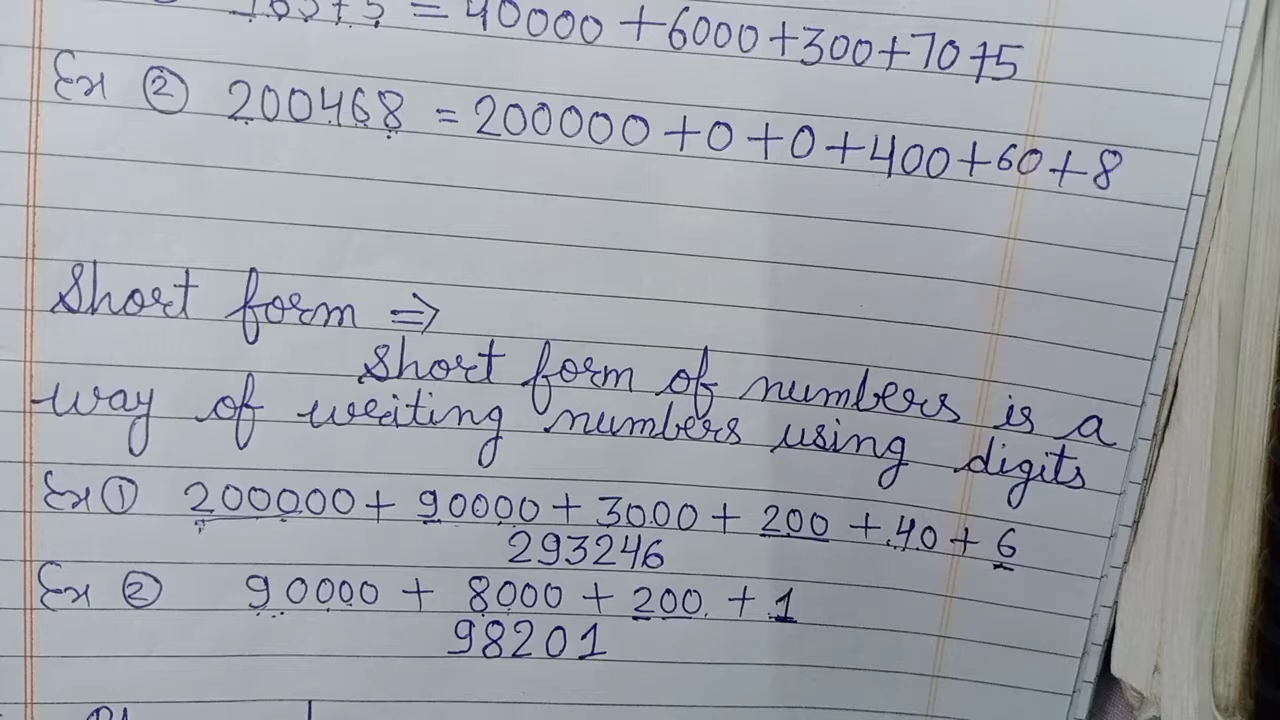 = 40000 + 6000 + 300 + 70 + 5
Ex ② 200468 = 200000 + 0 + 0 + 400 + 60 + 8
Short form ⇒
Short form of numbers is a
way of writing numbers using digits
Ex ① 200000 + 90000 + 3000 + 200 + 40 + 6
293246
Ex ② 90000 + 8000 + 200 + 1
98201